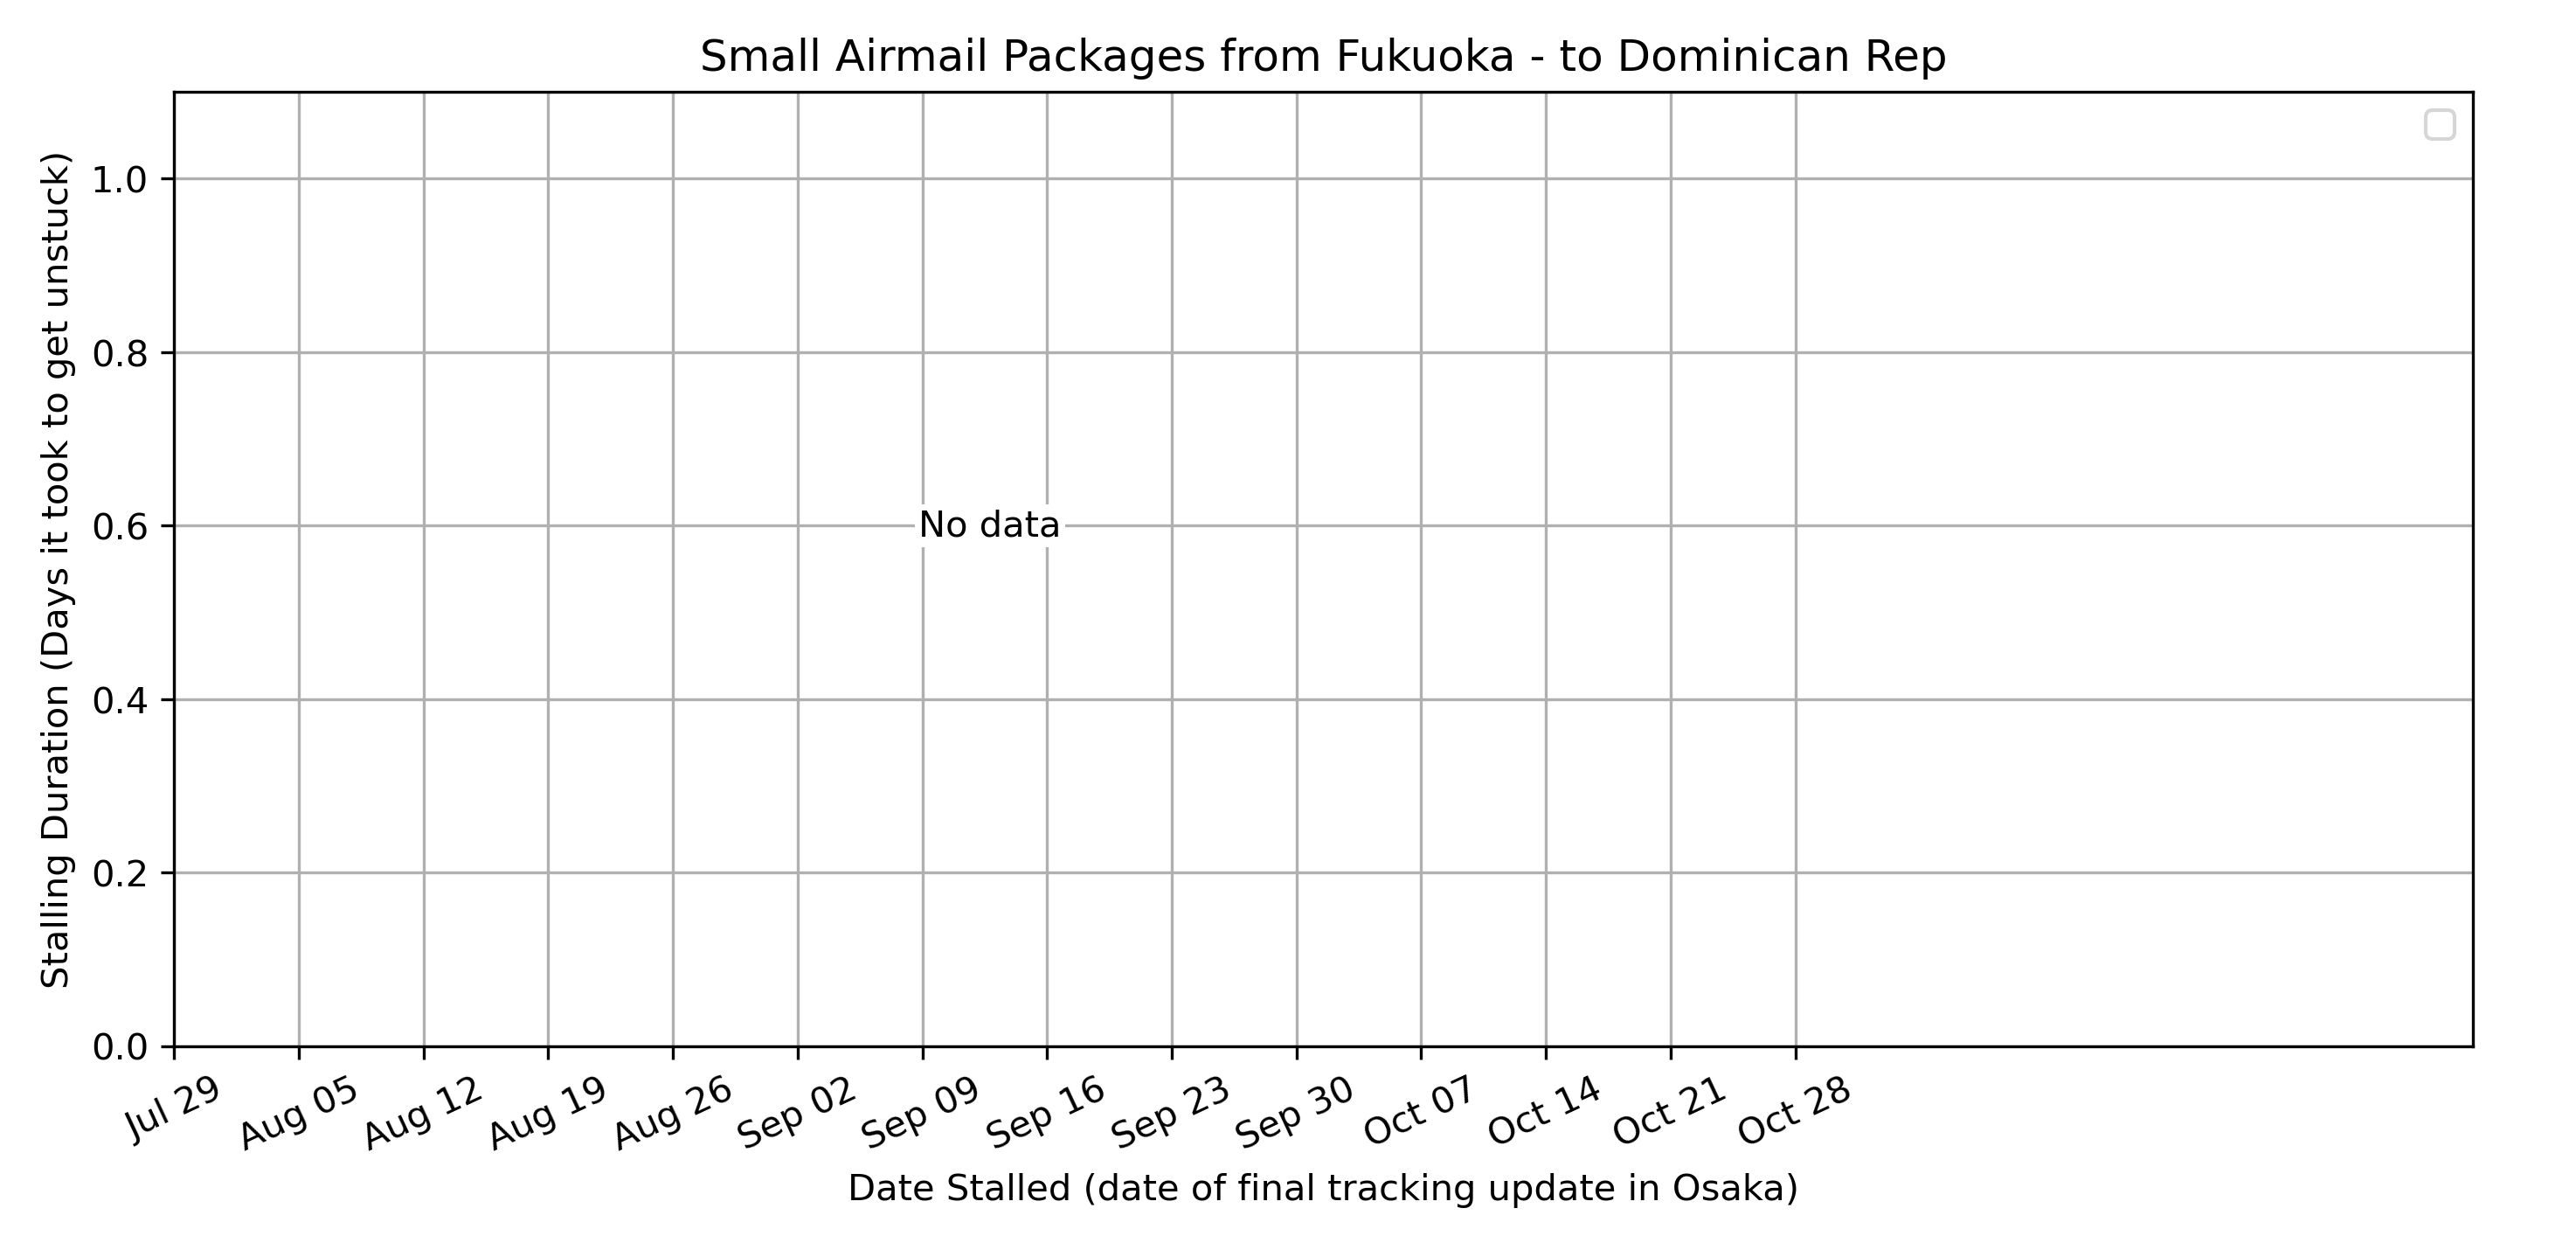 Small Airmail Packages from Fukuoka - to Dominican Rep
Stalling Duration (Days it took to get unstuck)
1.0
0.8
0.6
0.4
0.2
0.0
No data
Jul 29
Aug 05
Aug 12
Aug 19
Aug 26
Sep 02
Sep 09
Sep 16
Sep 23
Sep 30
Oct 07
Oct 14
Oct 21
Oct 28
Date Stalled (date of final tracking update in Osaka)